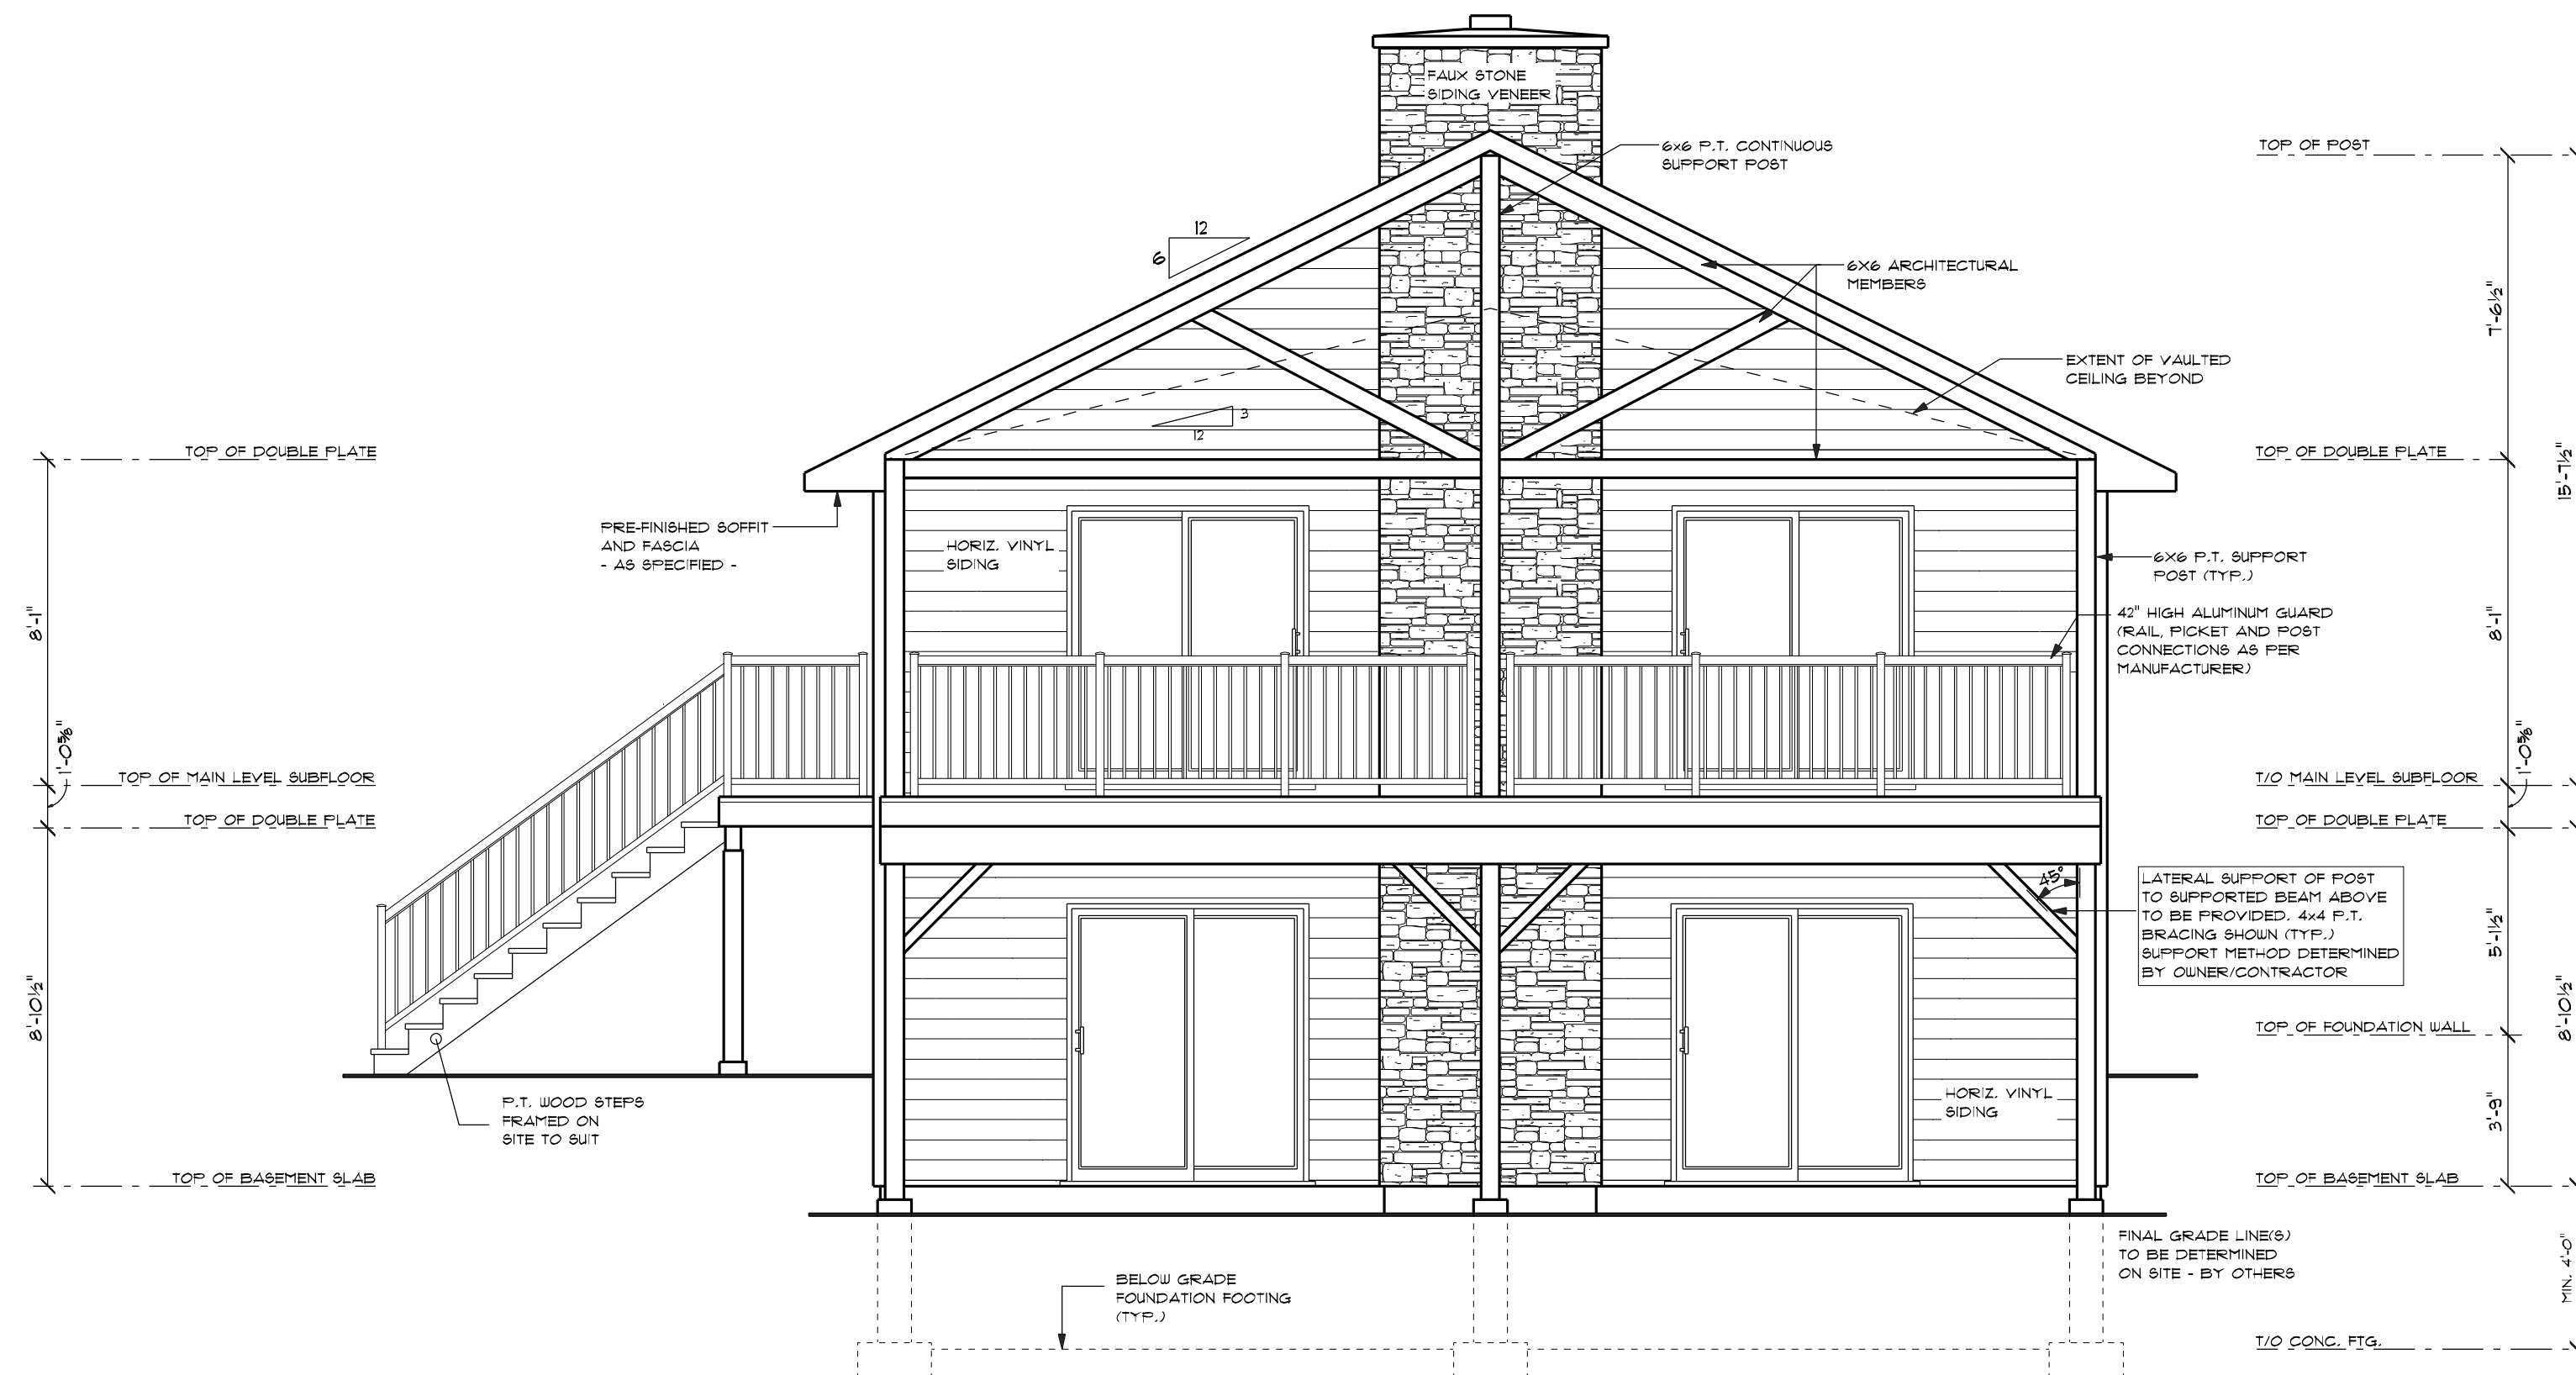 FAUX STONE
SIDING VENEER
6x6 P.T. CONTINUOUS
SUPPORT POST
TOP OF POST
12
6
6X6 ARCHITECTURAL
MEMBERS
7'-6½"
EXTENT OF VAULTED
CEILING BEYOND
3
12
TOP OF DOUBLE PLATE
TOP OF DOUBLE PLATE
15'-7½"
PRE-FINISHED SOFFIT
AND FASCIA
- AS SPECIFIED -
HORIZ. VINYL
SIDING
6X6 P.T. SUPPORT
POST (TYP.)
8'-1"
8'-1"
42" HIGH ALUMINUM GUARD
(RAIL, PICKET AND POST
CONNECTIONS AS PER
MANUFACTURER)
1'-0⅝"
1'-0⅝"
TOP OF MAIN LEVEL SUBFLOOR
T/O MAIN LEVEL SUBFLOOR
TOP OF DOUBLE PLATE
TOP OF DOUBLE PLATE
45°
LATERAL SUPPORT OF POST
TO SUPPORTED BEAM ABOVE
TO BE PROVIDED. 4x4 P.T.
BRACING SHOWN (TYP.)
SUPPORT METHOD DETERMINED
BY OWNER/CONTRACTOR
5'-1½"
8'-10½"
8'-10½"
TOP OF FOUNDATION WALL
P.T. WOOD STEPS
FRAMED ON
SITE TO SUIT
HORIZ. VINYL
SIDING
3'-9"
TOP OF BASEMENT SLAB
TOP OF BASEMENT SLAB
FINAL GRADE LINE(S)
TO BE DETERMINED
ON SITE - BY OTHERS
MIN. 4'-0"
BELOW GRADE
FOUNDATION FOOTING
(TYP.)
T/O CONC. FTG.